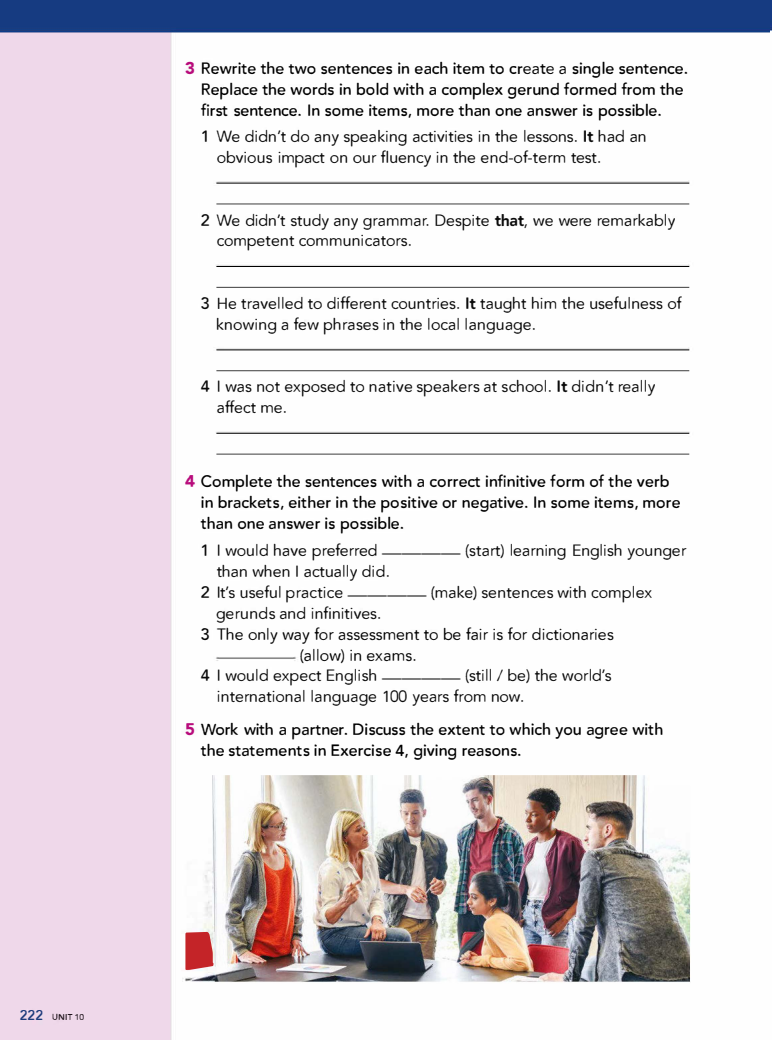 3 Rewrite the two sentences in each item to create a single sentence.
Replace the words in bold with a complex gerund formed from the
first sentence. In some items, more than one answer is possible.
1 We didn't do any speaking activities in the lessons. It had an
obvious impact on our fluency in the end-of-term test.
2 We didn't study any grammar. Despite that, we were remarkably
competent communicators.
3 He travelled to different countries. It taught him the usefulness of
knowing a few phrases in the local language.
4 I was not exposed to native speakers at school. It didn't really
affect me.
4 Complete the sentences with a correct infinitive form of the verb
in brackets, either in the positive or negative. In some items, more
than one answer is possible.
1 I would have preferred ________ (start) learning English younger
than when I actually did.
2 It's useful practice ________ (make) sentences with complex
gerunds and infinitives.
3 The only way for assessment to be fair is for dictionaries
________ (allow) in exams.
4 I would expect English ________ (still / be) the world's
international language 100 years from now.
5 Work with a partner. Discuss the extent to which you agree with
the statements in Exercise 4, giving reasons.
222 UNIT 10